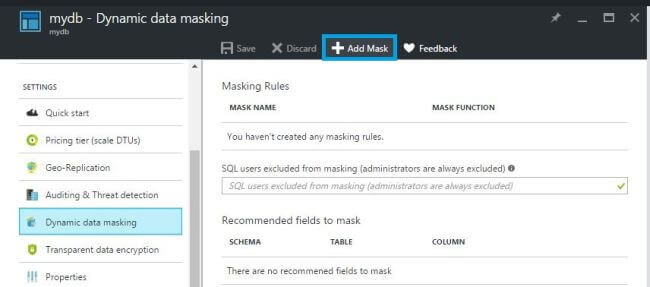 mydb - Dynamic data masking
mydb
Save Discard Add Mask Feedback
SETTINGS
Quick start
Pricing tier (scale DTUs)
Geo-Replication
Auditing & Threat detection
Dynamic data masking
Transparent data encryption
Properties
Masking Rules
MASK NAME MASK FUNCTION
You haven't created any masking rules.
SQL users excluded from masking (administrators are always excluded)
SQL users excluded from masking (administrators are always excluded)
Recommended fields to mask
SCHEMA TABLE COLUMN
There are no recommened fields to mask